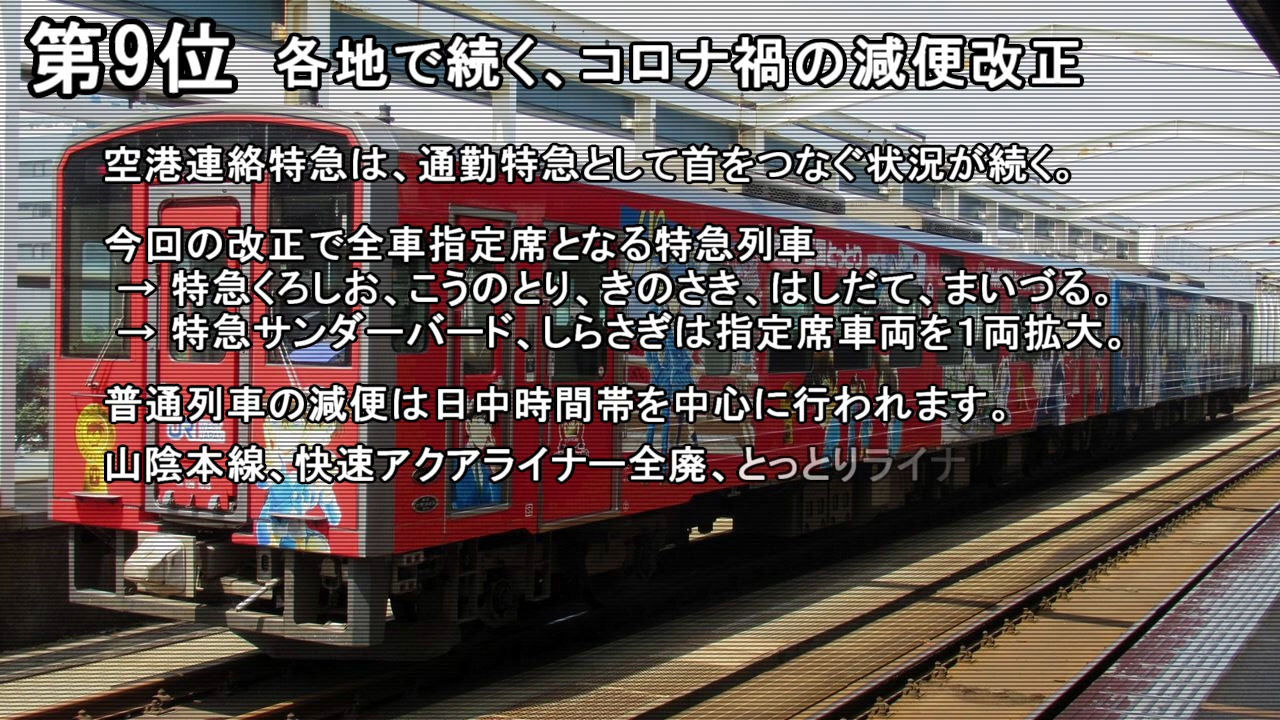 第9位 各地で続く、コロナ禍の減便改正
空港連絡特急は、通勤特急として首をつなぐ状況が続く。
今回の改正で全車指定席となる特急列車
→ 特急くろしお、こうのとり、きのさき、はしだて、まいづる。
→ 特急サンダーバード、しらさぎは指定席車両を１両拡大。
普通列車の減便は日中時間帯を中心に行われます。
山陰本線、快速アクアライナー全廃、とっとりライナ